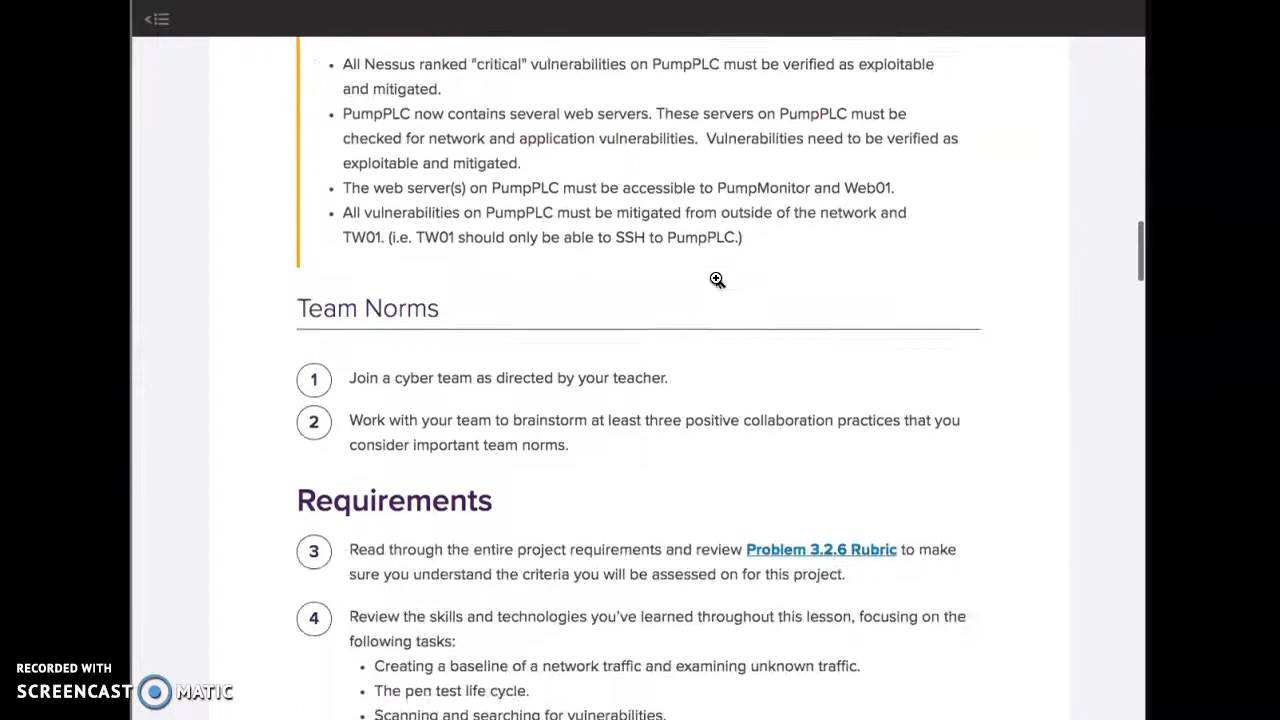 All Nessus ranked "critical" vulnerabilities on PumpPLC must be verified as exploitable
and mitigated.
PumpPLC now contains several web servers. These servers on PumpPLC must be
checked for network and application vulnerabilities.  Vulnerabilities need to be verified as
exploitable and mitigated.
The web server(s) on PumpPLC must be accessible to PumpMonitor and Web01.
All vulnerabilities on PumpPLC must be mitigated from outside of the network and
TW01. (i.e. TW01 should only be able to SSH to PumpPLC.)
Team Norms
1 Join a cyber team as directed by your teacher.
2 Work with your team to brainstorm at least three positive collaboration practices that you
consider important team norms.
Requirements
3 Read through the entire project requirements and review Problem 3.2.6 Rubric to make
sure you understand the criteria you will be assessed on for this project.
4 Review the skills and technologies you've learned throughout this lesson, focusing on the
following tasks:
Creating a baseline of a network traffic and examining unknown traffic.
The pen test life cycle.
Scanning and searching for vulnerabilities.
RECORDED WITH
SCREENCAST MATIC